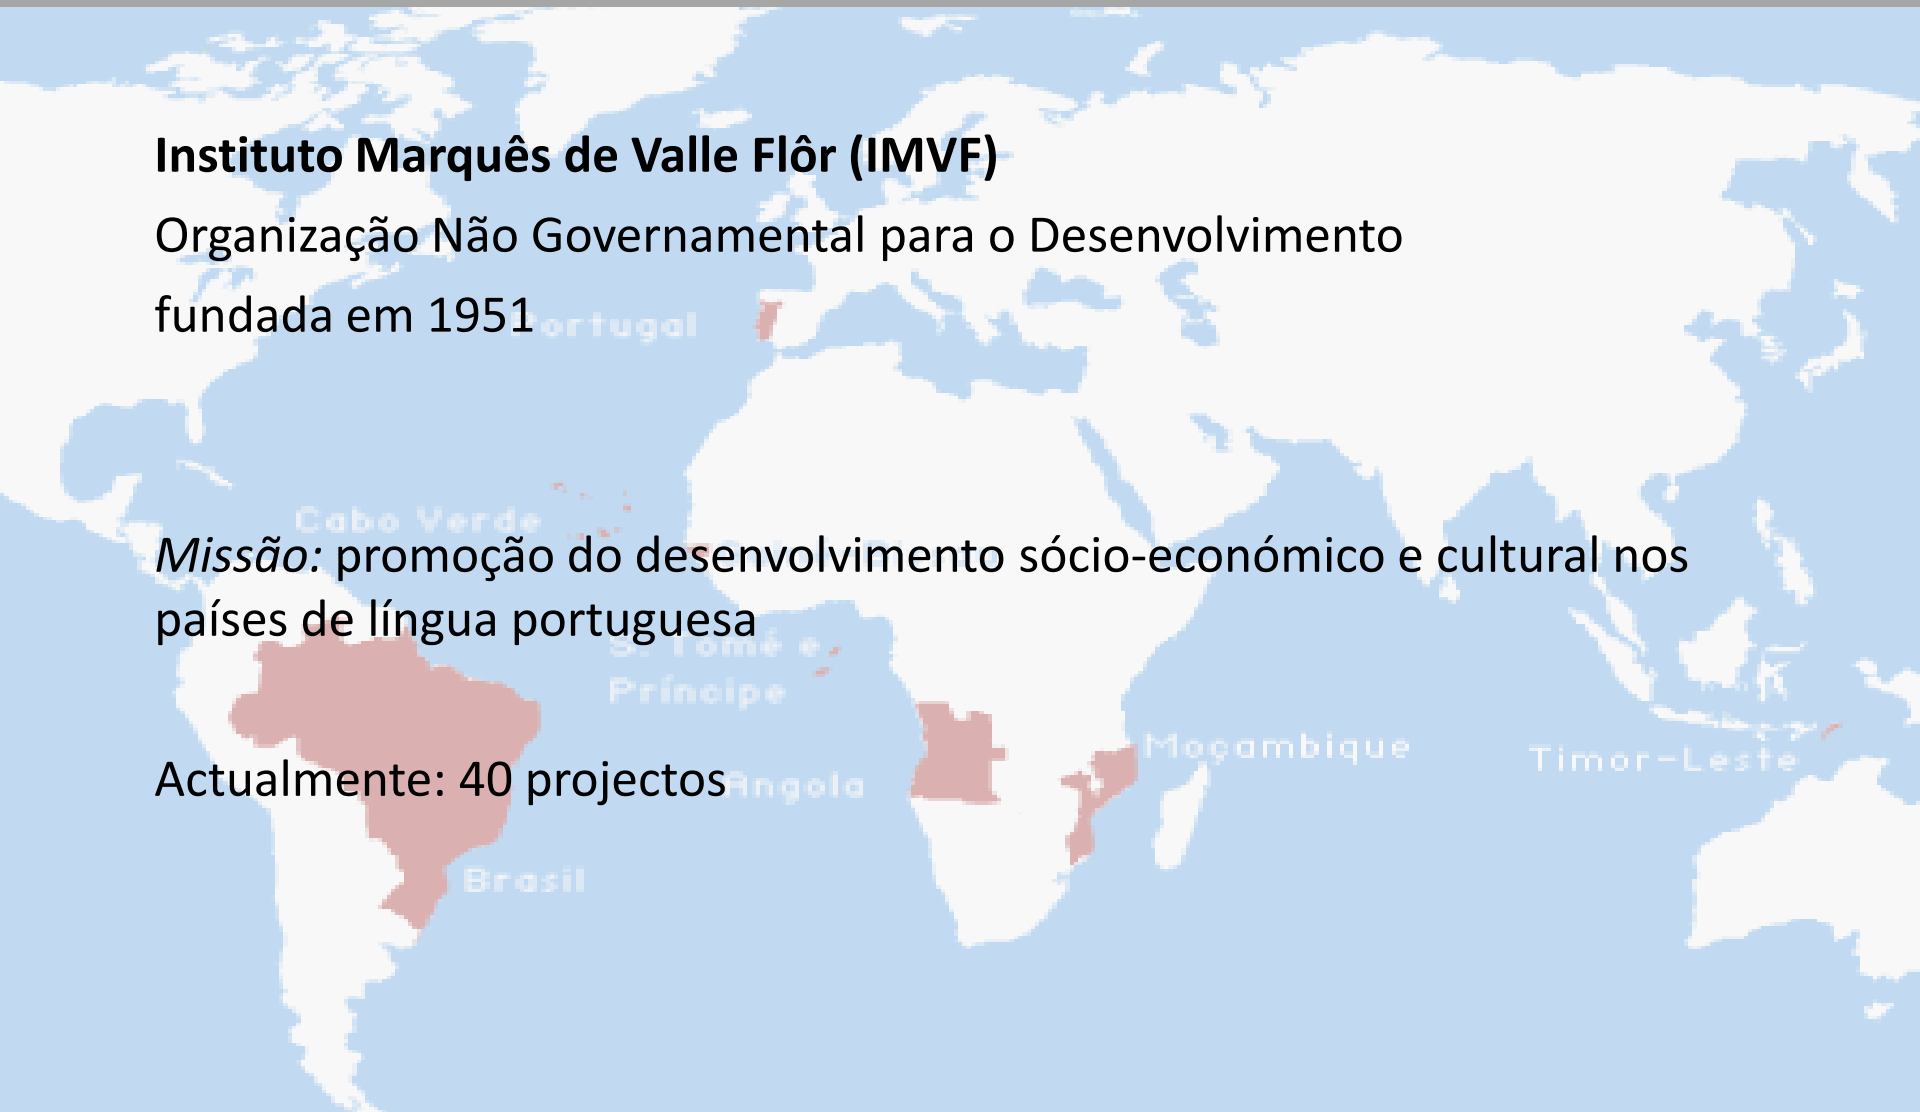 Instituto Marquês de Valle Flôr (IMVF)
Organização Não Governamental para o Desenvolvimento
fundada em 1951
Portugal
Cabo Verde
Missão: promoção do desenvolvimento sócio-económico e cultural nos
países de língua portuguesa
S. Tomé e
Príncipe
Moçambique
Timor-Leste
Actualmente: 40 projectos
Angola
Brasil